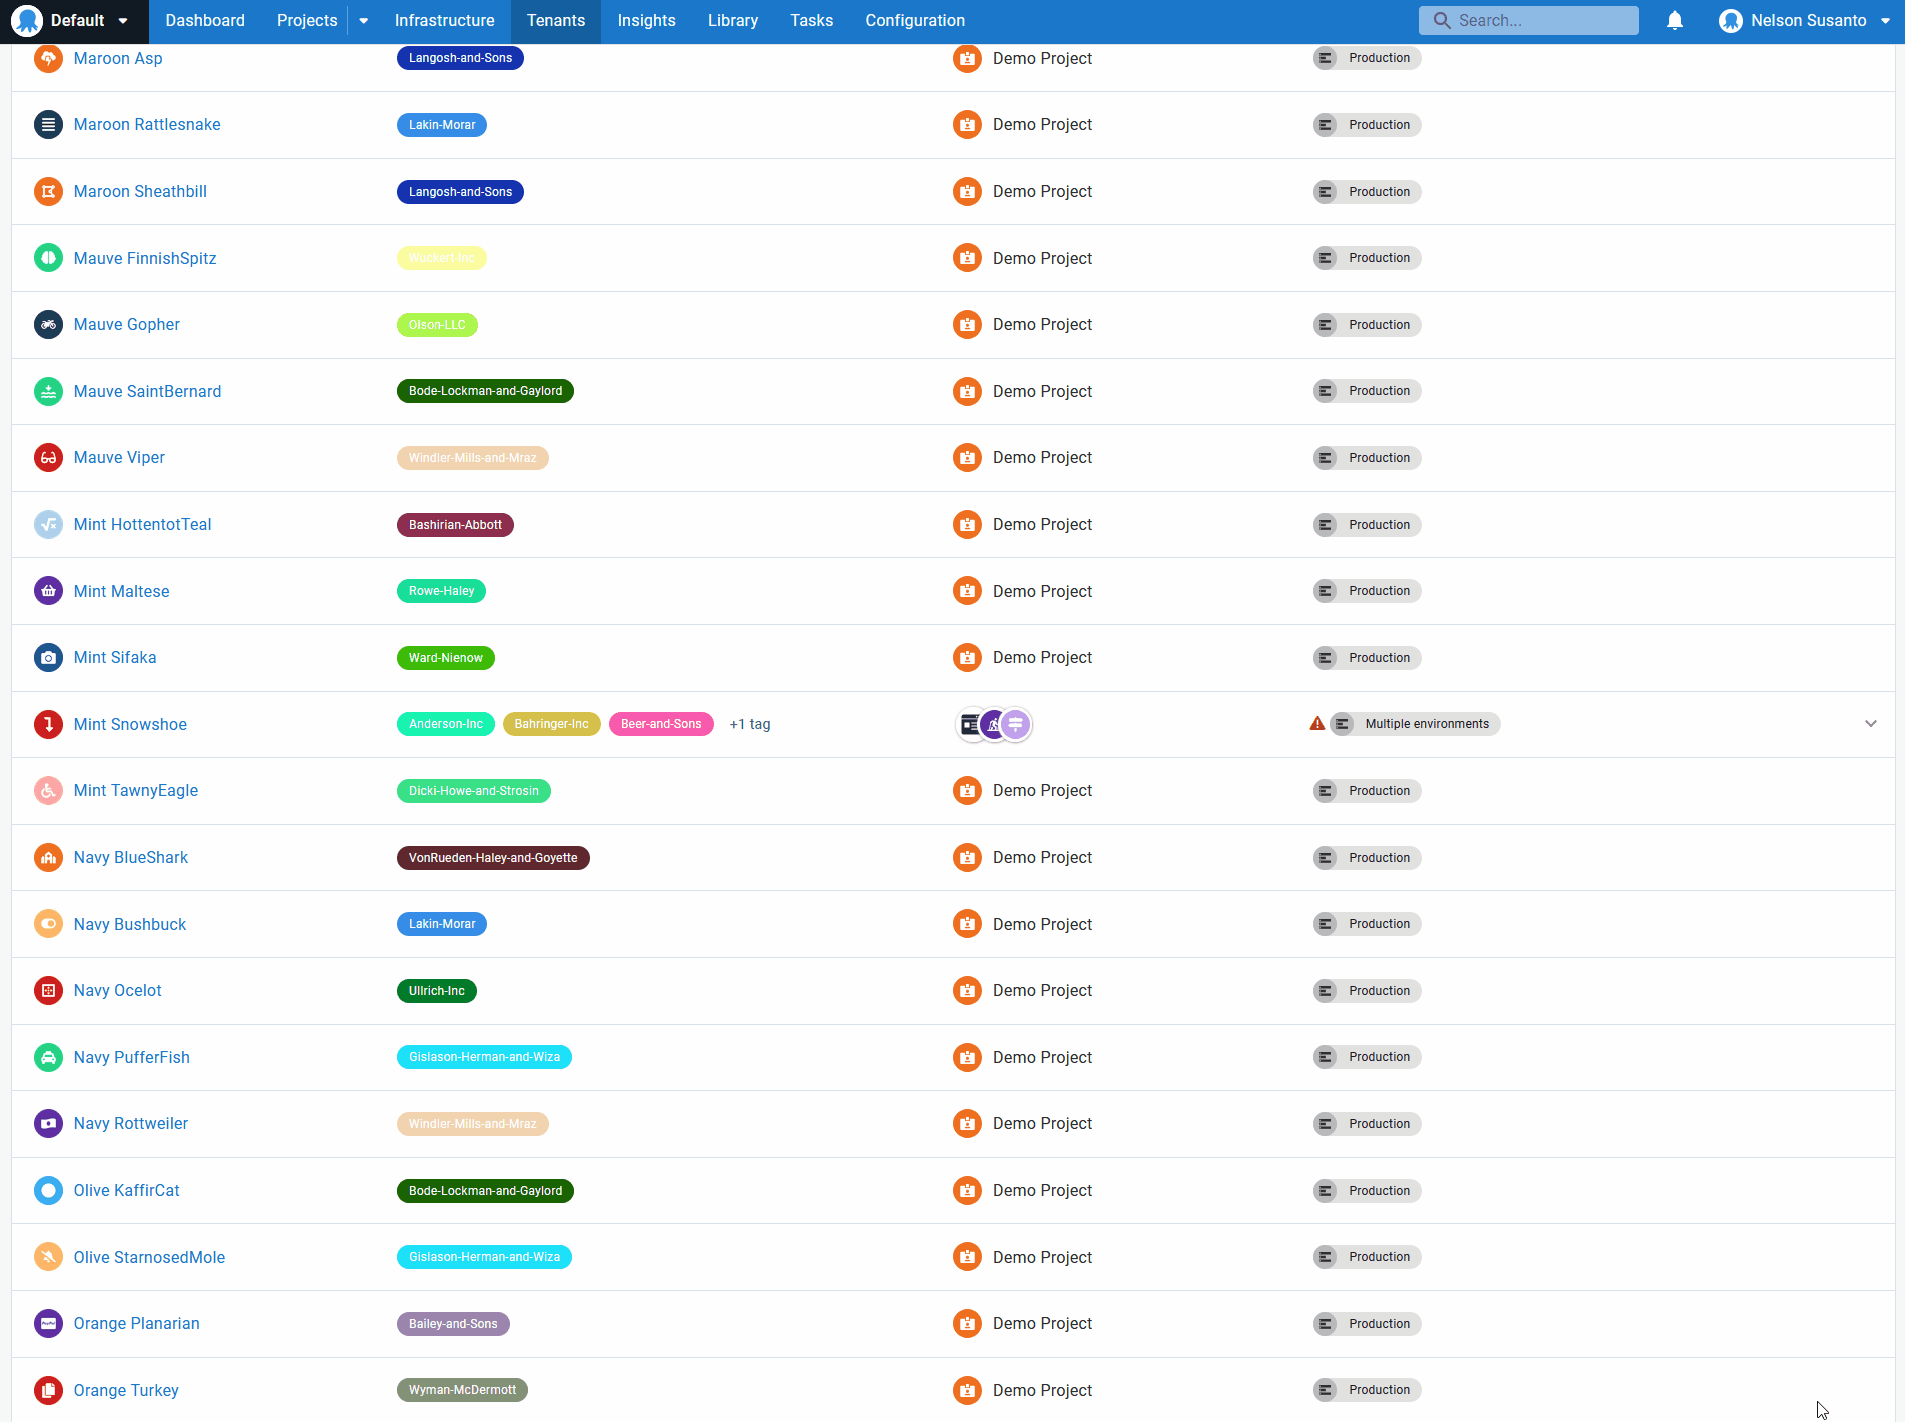 Default Dashboard Projects Infrastructure Tenants Insights Library Tasks Configuration Search... Nelson Susanto
Maroon Asp Langosh-and-Sons Demo Project Production
Maroon Rattlesnake Lakin-Morar Demo Project Production
Maroon Sheathbill Langosh-and-Sons Demo Project Production
Mauve FinnishSpitz Wuckert-Inc Demo Project Production
Mauve Gopher Olson-LLC Demo Project Production
Mauve SaintBernard Bode-Lockman-and-Gaylord Demo Project Production
Mauve Viper Windler-Mills-and-Mraz Demo Project Production
Mint HottentotTeal Bashirian-Abbott Demo Project Production
Mint Maltese Rowe-Haley Demo Project Production
Mint Sifaka Ward-Nienow Demo Project Production
Mint Snowshoe Anderson-Inc Bahringer-Inc Beer-and-Sons +1 tag Multiple environments
Mint TawnyEagle Dicki-Howe-and-Strosin Demo Project Production
Navy BlueShark VonRueden-Haley-and-Goyette Demo Project Production
Navy Bushbuck Lakin-Morar Demo Project Production
Navy Ocelot Ullrich-Inc Demo Project Production
Navy PufferFish Gislason-Herman-and-Wiza Demo Project Production
Navy Rottweiler Windler-Mills-and-Mraz Demo Project Production
Olive KaffirCat Bode-Lockman-and-Gaylord Demo Project Production
Olive StarnosedMole Gislason-Herman-and-Wiza Demo Project Production
Orange Planarian Bailey-and-Sons Demo Project Production
Orange Turkey Wyman-McDermott Demo Project Production